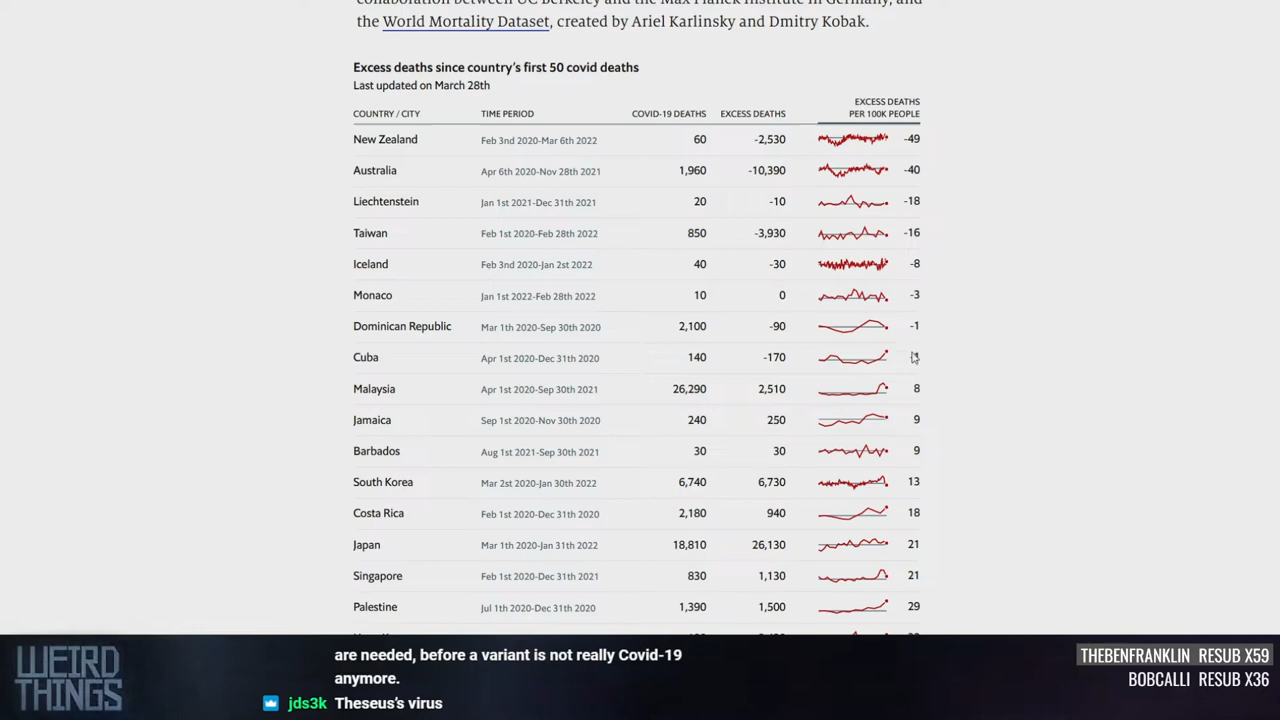 collaboration between UC Berkeley and the Max Planck Institute in Germany, and
the World Mortality Dataset, created by Ariel Karlinsky and Dmitry Kobak.
Excess deaths since country's first 50 covid deaths
Last updated on March 28th
COUNTRY / CITY TIME PERIOD COVID-19 DEATHS EXCESS DEATHS EXCESS DEATHS PER 100K PEOPLE
New Zealand Feb 3nd 2020-Mar 6th 2022 60 -2,530 -49
Australia Apr 6th 2020-Nov 28th 2021 1,960 -10,390 -40
Liechtenstein Jan 1st 2021-Dec 31th 2021 20 -10 -18
Taiwan Feb 1st 2020-Feb 28th 2022 850 -3,930 -16
Iceland Feb 3nd 2020-Jan 2st 2022 40 -30 -8
Monaco Jan 1st 2022-Feb 28th 2022 10 0 -3
Dominican Republic Mar 1th 2020-Sep 30th 2020 2,100 -90 -1
Cuba Apr 1st 2020-Dec 31th 2020 140 -170
Malaysia Apr 1st 2020-Sep 30th 2021 26,290 2,510 8
Jamaica Sep 1st 2020-Nov 30th 2020 240 250 9
Barbados Aug 1st 2021-Sep 30th 2021 30 30 9
South Korea Mar 2st 2020-Jan 30th 2022 6,740 6,730 13
Costa Rica Feb 1st 2020-Dec 31th 2020 2,180 940 18
Japan Mar 1th 2020-Jan 31th 2022 18,810 26,130 21
Singapore Feb 1st 2020-Dec 31th 2021 830 1,130 21
Palestine Jul 1th 2020-Dec 31th 2020 1,390 1,500 29
WEIRD
THINGS
are needed, before a variant is not really Covid-19
anymore.
jds3k Theseus's virus
THEBENFRANKLIN RESUB X59
BOBCALLI RESUB X36